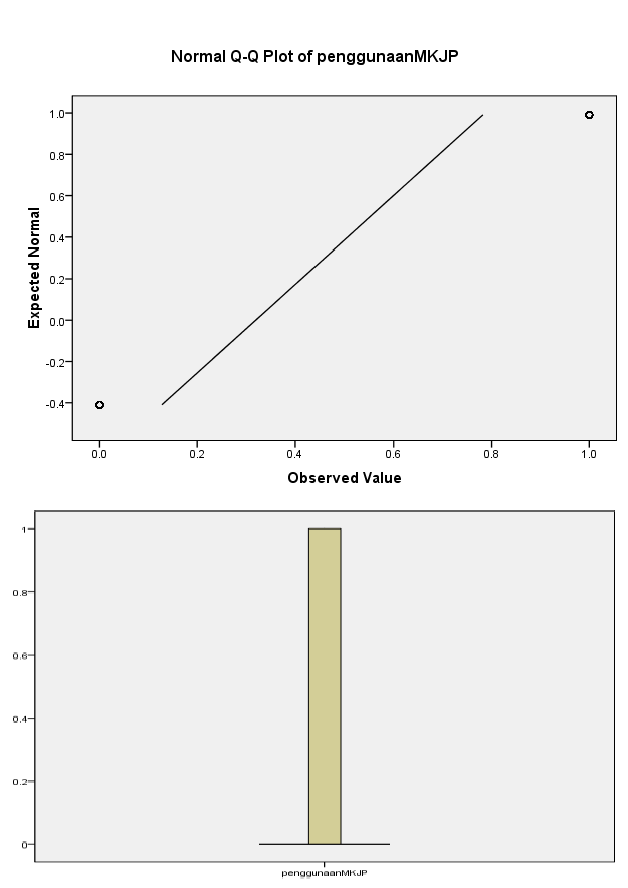 Normal Q-Q Plot of penggunaanMKJP
1.0
0.8
0.6
0.4
0.2
0.0
-0.2
-0.4
Expected Normal
0.0 0.2 0.4 0.6 0.8 1.0
Observed Value
1
0.8
0.6
0.4
0.2
0
penggunaanMKJP